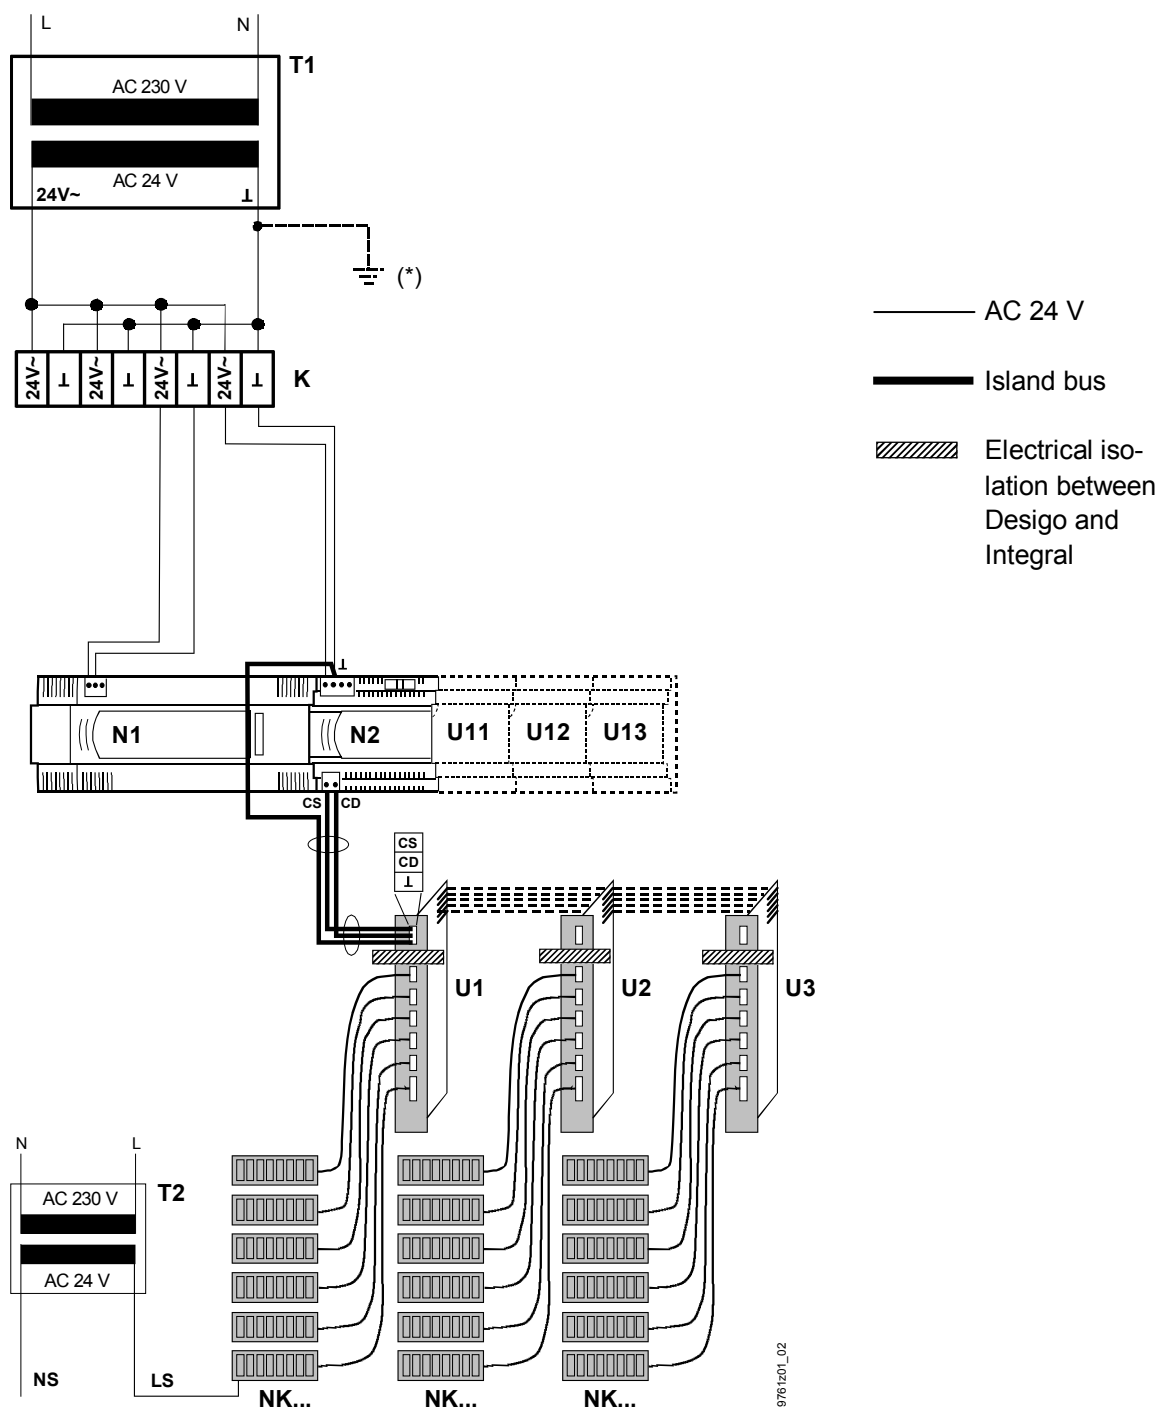 L N
T1
AC 230 V
AC 24 V
24V~ ⊥
(*)
24V~ ⊥ 24V~ ⊥ 24V~ ⊥ 24V~ ⊥
K
AC 24 V
Island bus
Electrical iso-
lation between
Desigo and
Integral
⊥
N1 N2 U11 U12 U13
CS CD
CS
CD
⊥
U1 U2 U3
N L
T2
AC 230 V
AC 24 V
NS LS
NK... NK... NK...
9761z01_02